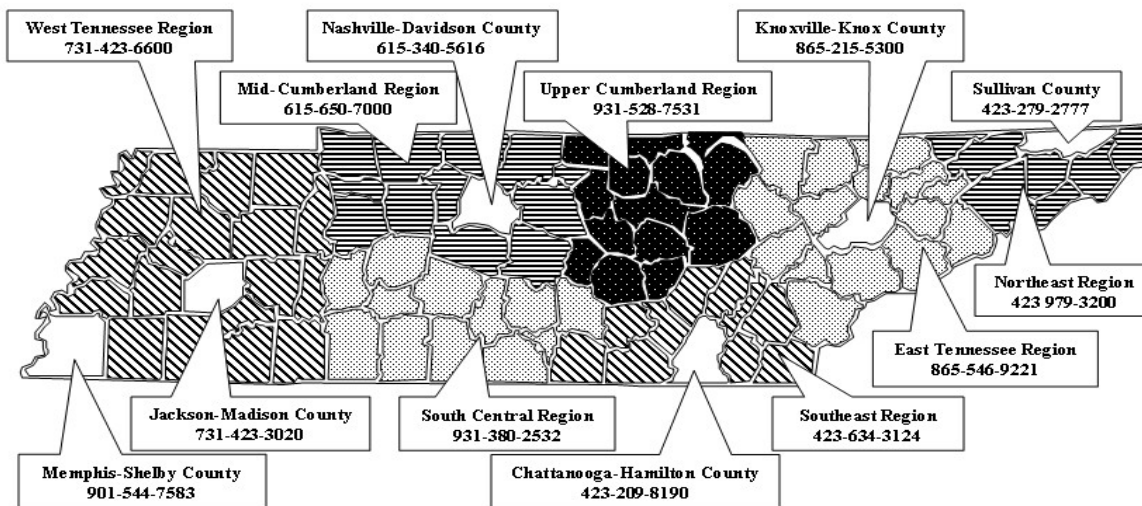 West Tennessee Region
731-423-6600
Nashville-Davidson County
615-340-5616
Knoxville-Knox County
865-215-5300
Mid-Cumberland Region
615-650-7000
Upper Cumberland Region
931-528-7531
Sullivan County
423-279-2777
Northeast Region
423 979-3200
East Tennessee Region
865-546-9221
Jackson-Madison County
731-423-3020
South Central Region
931-380-2532
Southeast Region
423-634-3124
Memphis-Shelby County
901-544-7583
Chattanooga-Hamilton County
423-209-8190